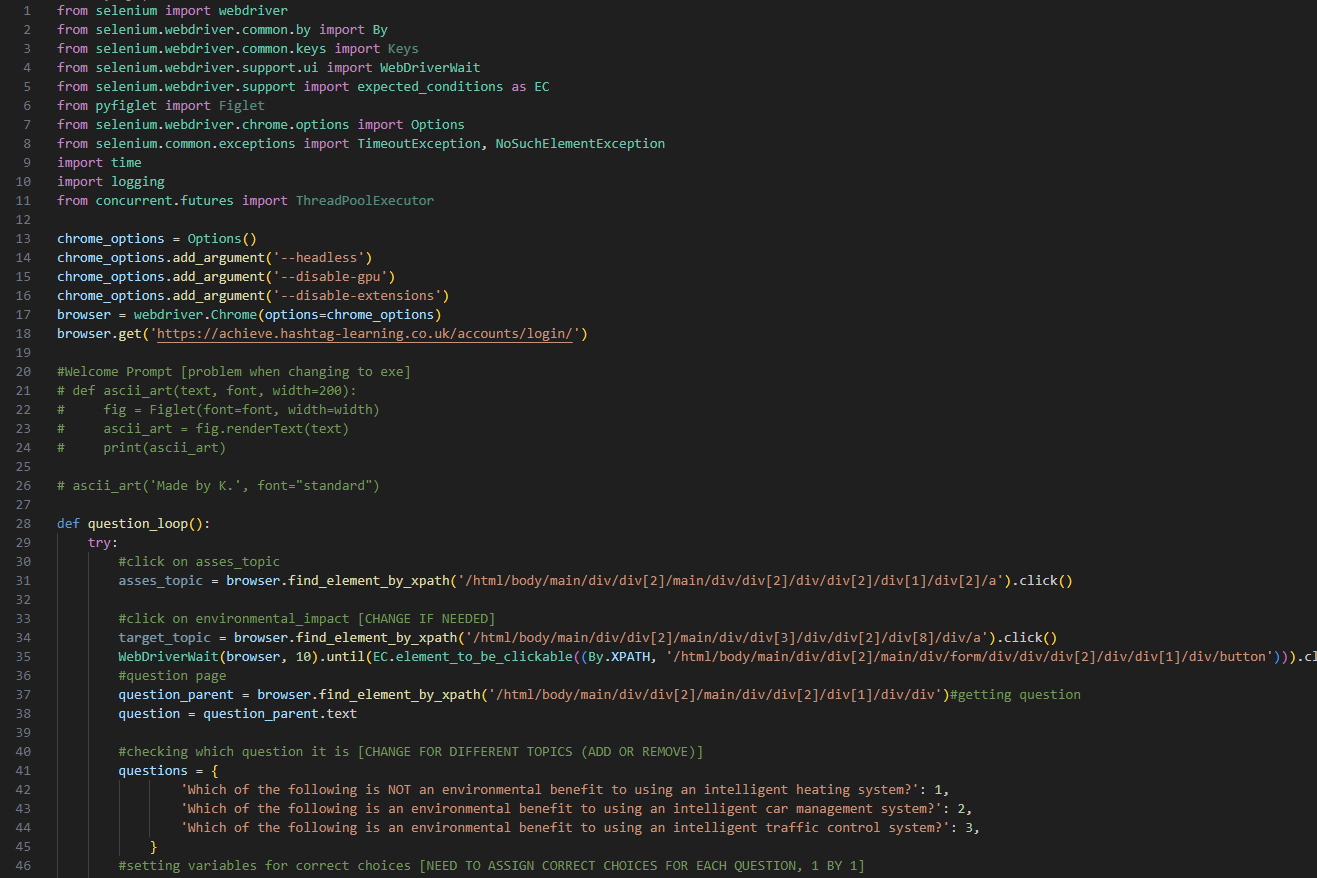 1 from selenium import webdriver
2 from selenium.webdriver.common.by import By
3 from selenium.webdriver.common.keys import Keys
4 from selenium.webdriver.support.ui import WebDriverWait
5 from selenium.webdriver.support import expected_conditions as EC
6 from pyfiglet import Figlet
7 from selenium.webdriver.chrome.options import Options
8 from selenium.common.exceptions import TimeoutException, NoSuchElementException
9 import time
10 import logging
11 from concurrent.futures import ThreadPoolExecutor
12
13 chrome_options = Options()
14 chrome_options.add_argument('--headless')
15 chrome_options.add_argument('--disable-gpu')
16 chrome_options.add_argument('--disable-extensions')
17 browser = webdriver.Chrome(options=chrome_options)
18 browser.get('https://achieve.hashtag-learning.co.uk/accounts/login/')
19
20 #Welcome Prompt [problem when changing to exe]
21 # def ascii_art(text, font, width=200):
22 #     fig = Figlet(font=font, width=width)
23 #     ascii_art = fig.renderText(text)
24 #     print(ascii_art)
25
26 # ascii_art('Made by K.', font="standard")
27
28 def question_loop():
29     try:
30         #click on asses_topic
31         asses_topic = browser.find_element_by_xpath('/html/body/main/div/div[2]/main/div/div[2]/div/div[2]/div[1]/div[2]/a').click()
32
33         #click on environmental_impact [CHANGE IF NEEDED]
34         target_topic = browser.find_element_by_xpath('/html/body/main/div/div[2]/main/div/div[3]/div/div[2]/div[8]/div/a').click()
35         WebDriverWait(browser, 10).until(EC.element_to_be_clickable((By.XPATH, '/html/body/main/div/div[2]/main/div/form/div/div[2]/div/div[1]/div/button'))).cl
36         #question page
37         question_parent = browser.find_element_by_xpath('/html/body/main/div/div[2]/main/div/div[2]/div[1]/div/div')#getting question
38         question = question_parent.text
39
40         #checking which question it is [CHANGE FOR DIFFERENT TOPICS (ADD OR REMOVE)]
41         questions = {
42                 'Which of the following is NOT an environmental benefit to using an intelligent heating system?': 1,
43                 'Which of the following is an environmental benefit to using an intelligent car management system?': 2,
44                 'Which of the following is an environmental benefit to using an intelligent traffic control system?': 3,
45             }
46         #setting variables for correct choices [NEED TO ASSIGN CORRECT CHOICES FOR EACH QUESTION, 1 BY 1]